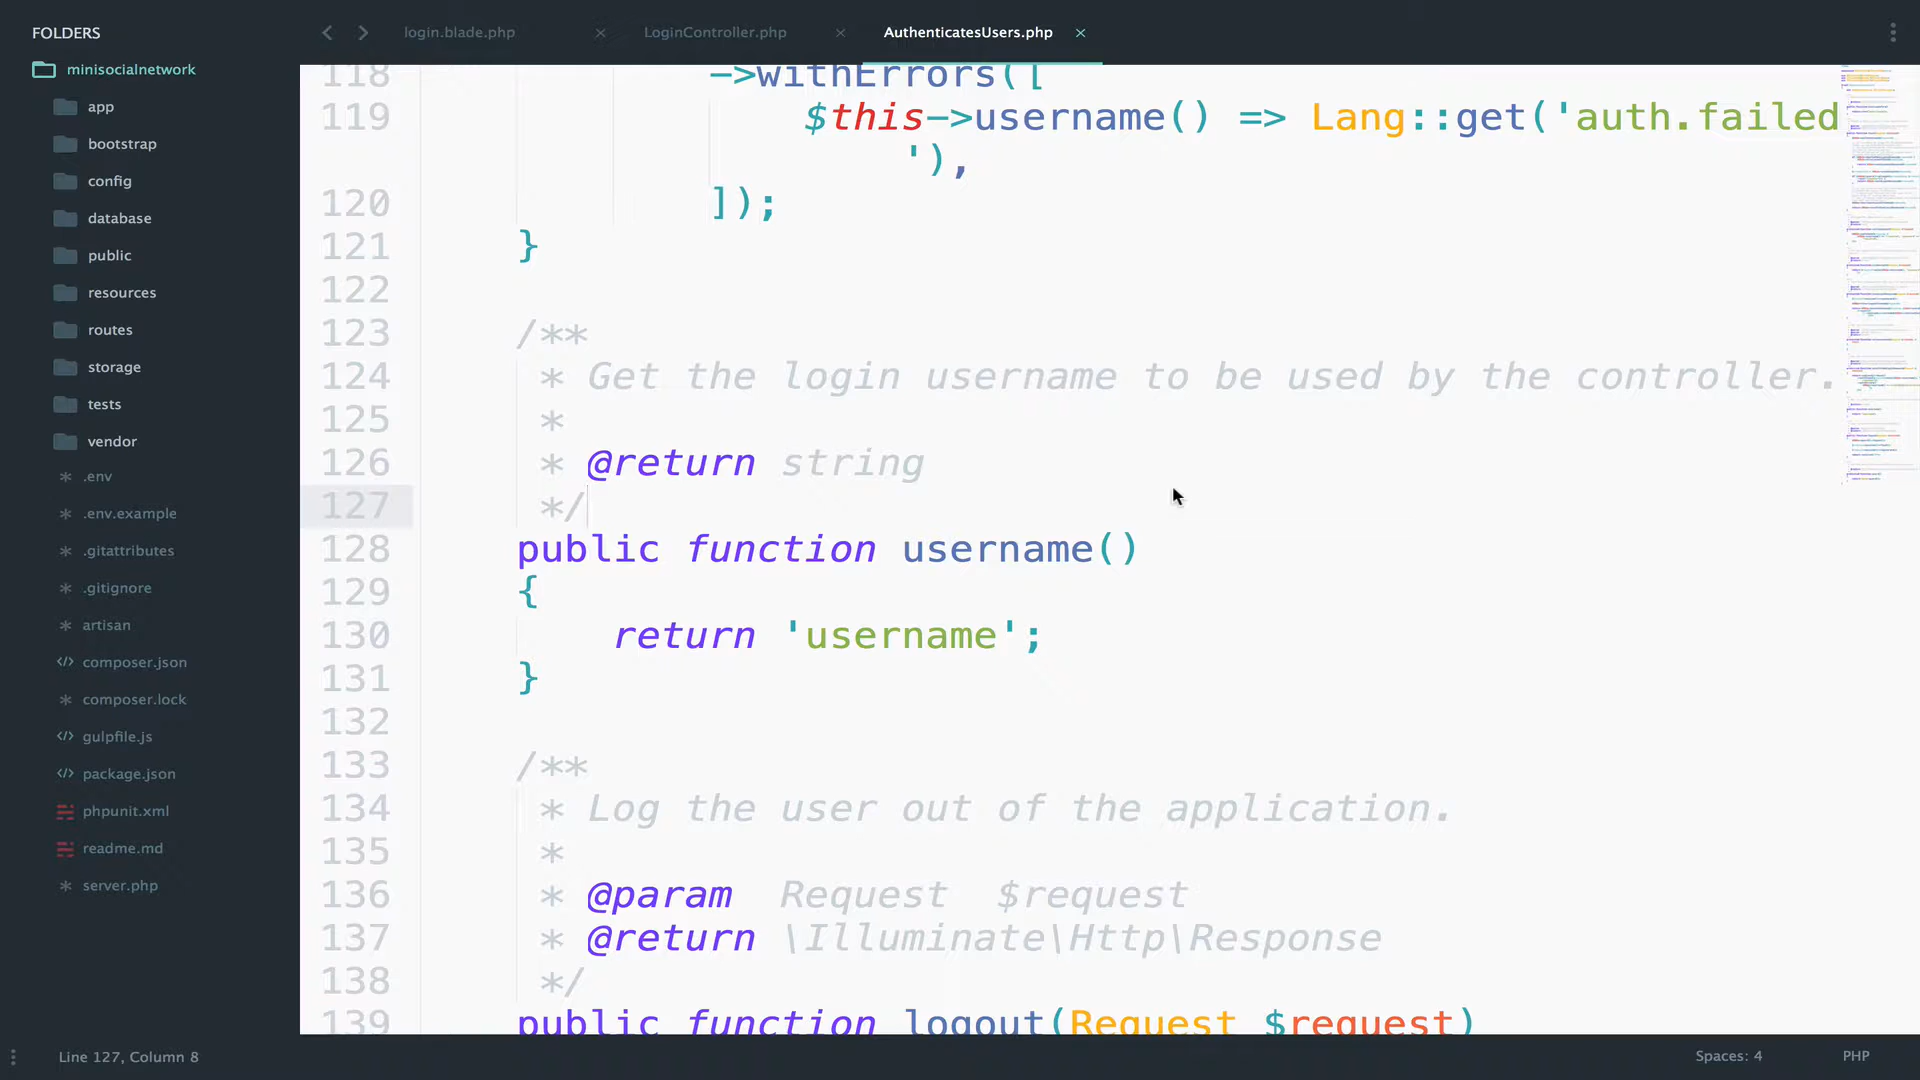 FOLDERS
minisocialnetwork
app
bootstrap
config
database
public
resources
routes
storage
tests
vendor
.env
.env.example
.gitattributes
.gitignore
artisan
composer.json
composer.lock
gulpfile.js
package.json
phpunit.xml
readme.md
server.php
login.blade.php
LoginController.php
AuthenticatesUsers.php
118 ->withErrors([
119 $this->username() => Lang::get('auth.failed
'),
120 ]);
121 }
122
123 /**
124 * Get the login username to be used by the controller.
125 *
126 * @return string
127 */
128 public function username()
129 {
130 return 'username';
131 }
132
133 /**
134 * Log the user out of the application.
135 *
136 * @param Request $request
137 * @return \Illuminate\Http\Response
138 */
139 public function logout(Request $request)
Line 127, Column 8
Spaces: 4
PHP